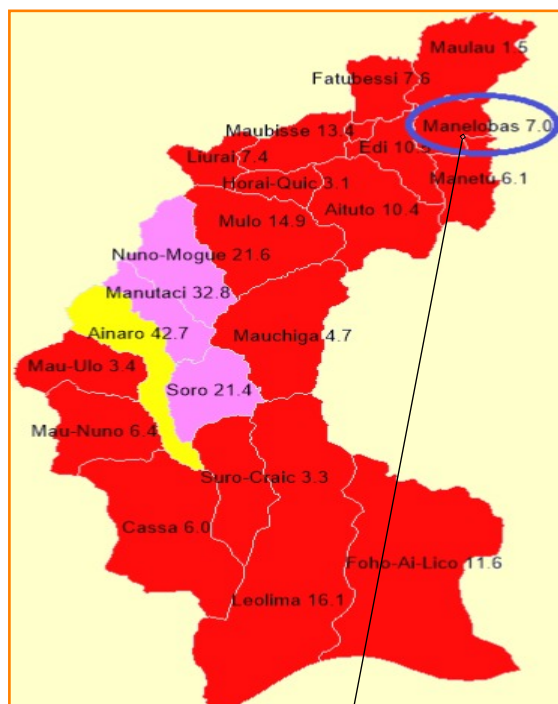 Maulau 1.5
Fatubessi 7.6
Manelobas 7.0
Maubisse 13.4
Edi 10.5
Liurai 7.4
Manetu 6.1
Horai-Quic 3.1
Aituto 10.4
Mulo 14.9
Nuno-Mogue 21.6
Manutaci 32.8
Ainaro 42.7
Mauchiga 4.7
Mau-Ulo 3.4
Soro 21.4
Mau-Nuno 6.4
Suro-Craic 3.3
Cassa 6.0
Foho-Ai-Lico 11.6
Leolima 16.1